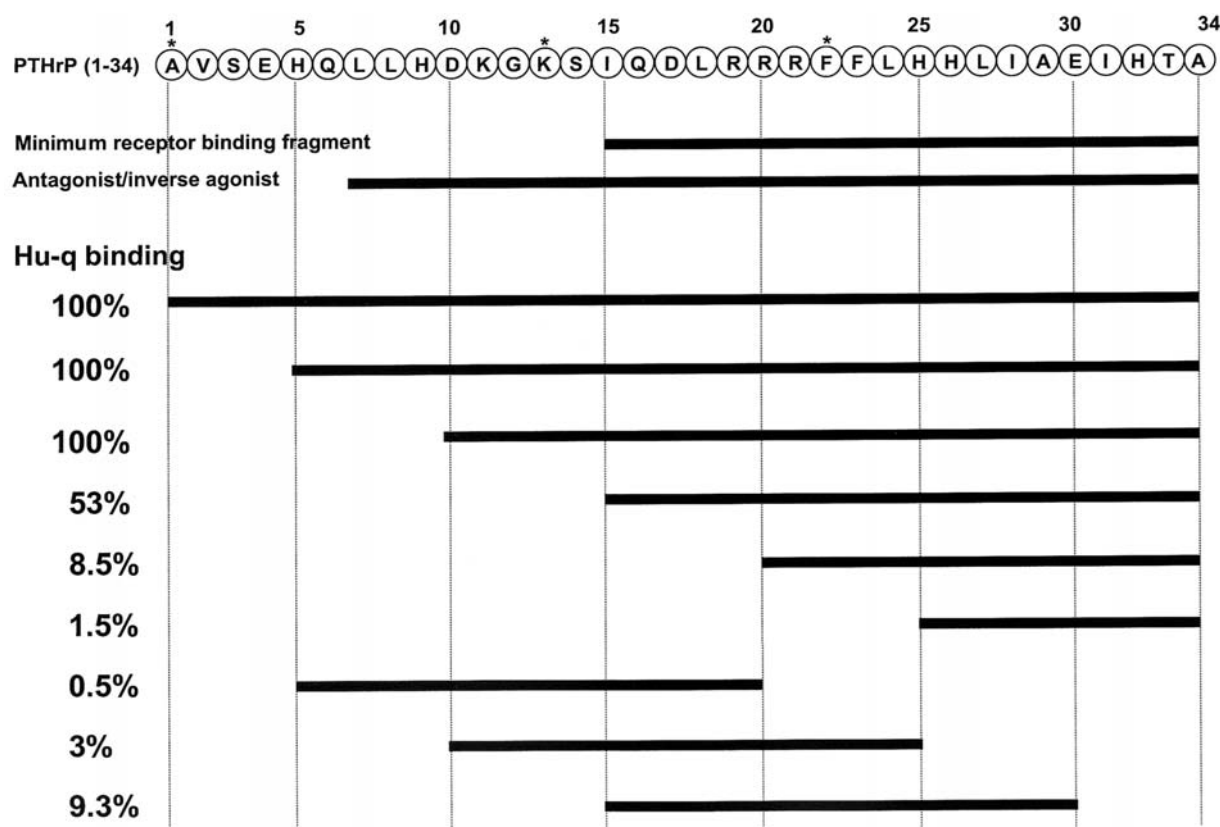 1 5 10 15 20 25 30 34
* * *
PTHrP (1-34) A V S E H Q L L H D K G K S I Q D L R R R F F L H H L I A E I H T A
Minimum receptor binding fragment
Antagonist/inverse agonist
Hu-q binding
100%
100%
100%
53%
8.5%
1.5%
0.5%
3%
9.3%